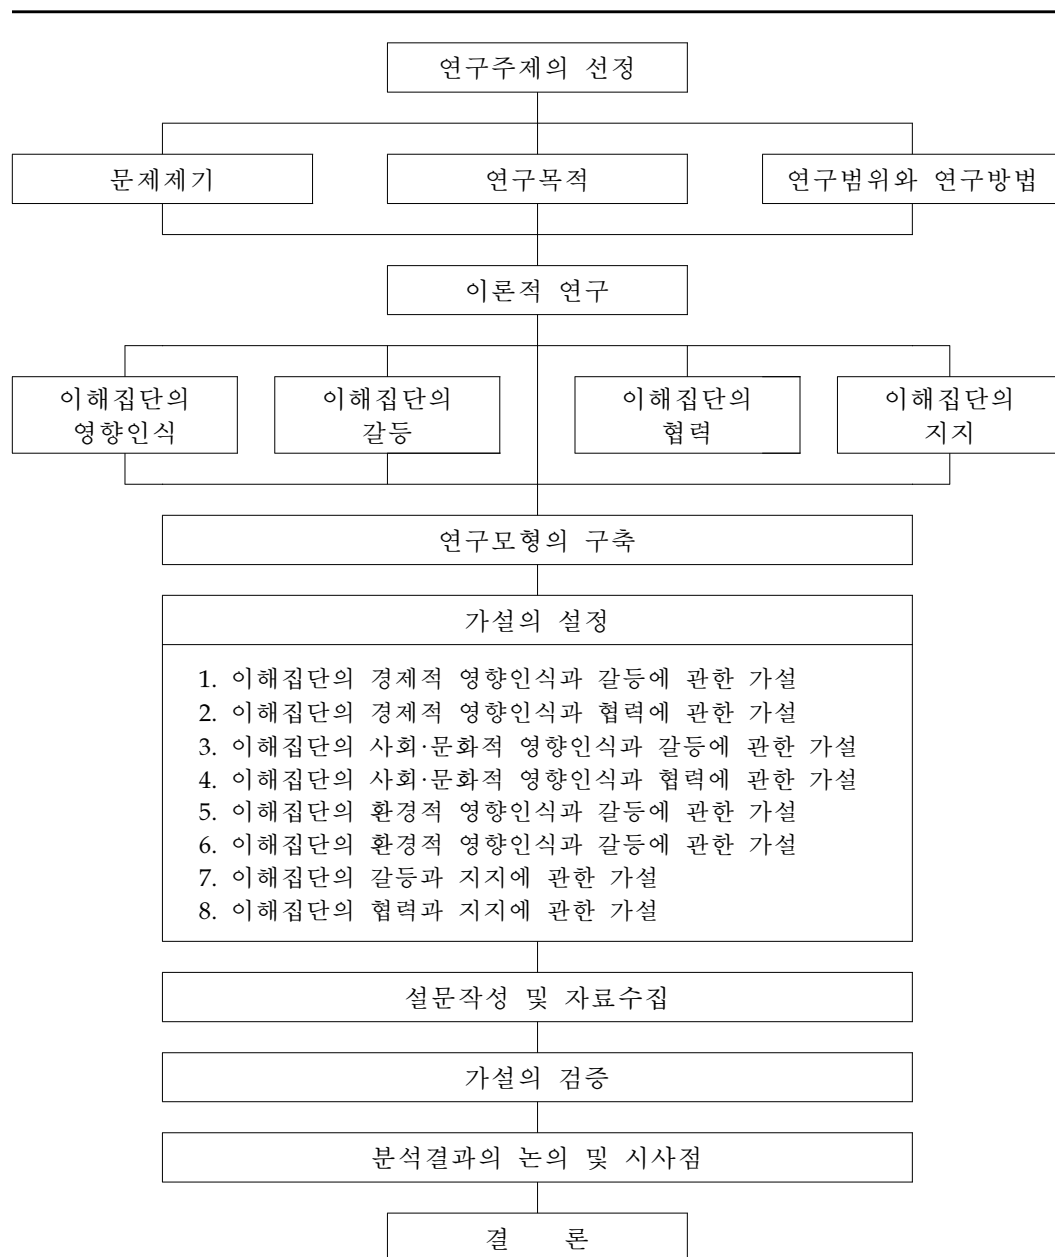 연구주제의 선정
문제제기
연구목적
연구범위와 연구방법
이론적 연구
이해집단의
영향인식
이해집단의
갈등
이해집단의
협력
이해집단의
지지
연구모형의 구축
가설의 설정
1. 이해집단의 경제적 영향인식과 갈등에 관한 가설
2. 이해집단의 경제적 영향인식과 협력에 관한 가설
3. 이해집단의 사회·문화적 영향인식과 갈등에 관한 가설
4. 이해집단의 사회·문화적 영향인식과 협력에 관한 가설
5. 이해집단의 환경적 영향인식과 갈등에 관한 가설
6. 이해집단의 환경적 영향인식과 갈등에 관한 가설
7. 이해집단의 갈등과 지지에 관한 가설
8. 이해집단의 협력과 지지에 관한 가설
설문작성 및 자료수집
가설의 검증
분석결과의 논의 및 시사점
결 론